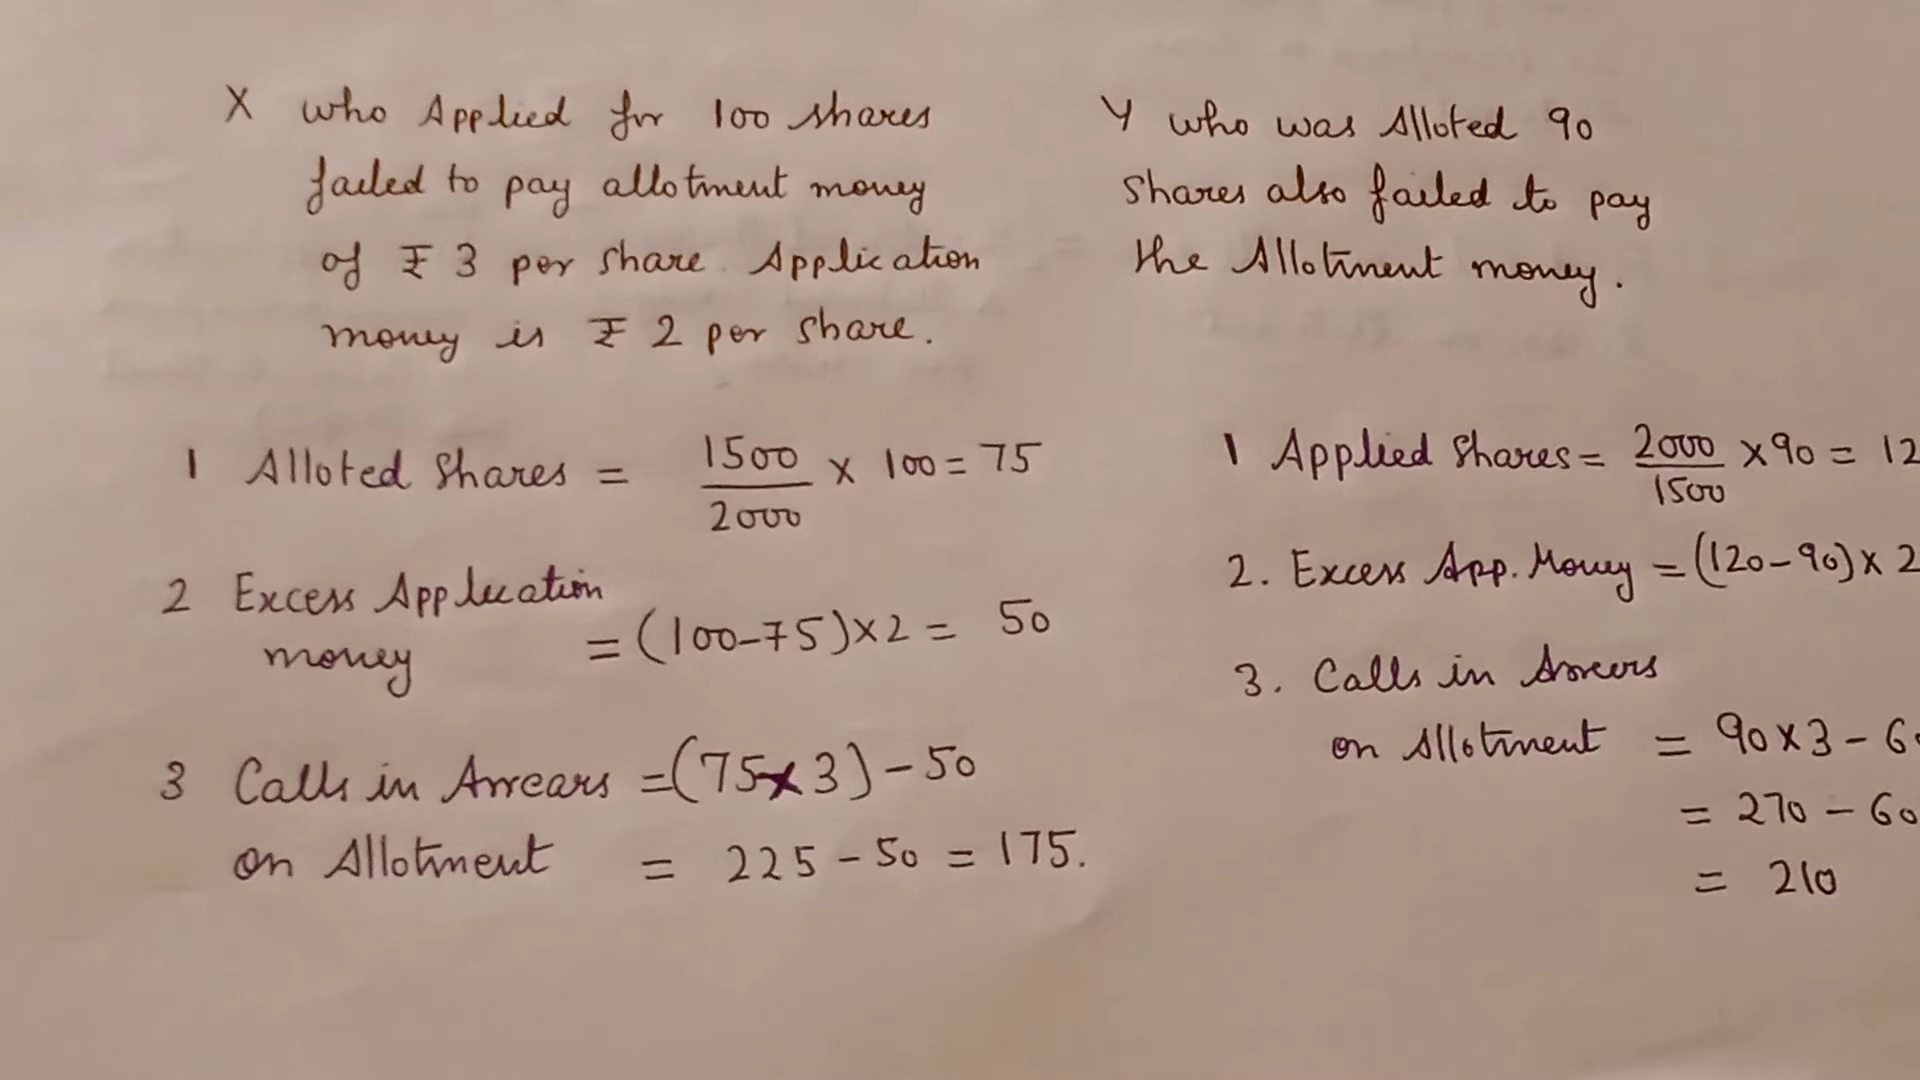 X who Applied for 100 shares
failed to pay allotment money
of ₹ 3 per share. Application
money is ₹ 2 per share.
1 Alloted Shares = 1500/2000 x 100 = 75
2 Excess Application
money = (100-75)x2 = 50
3 Calls in Arrears = (75x3) - 50
on Allotment = 225 - 50 = 175.
Y who was Alloted 90
Shares also failed to pay
the Allotment money.
1 Applied Shares = 2000/1500 x 90 = 12
2. Excess App. Money = (120-90) x 2
3. Calls in Arrears
on Allotment = 90x3 - 60
= 270 - 60
= 210